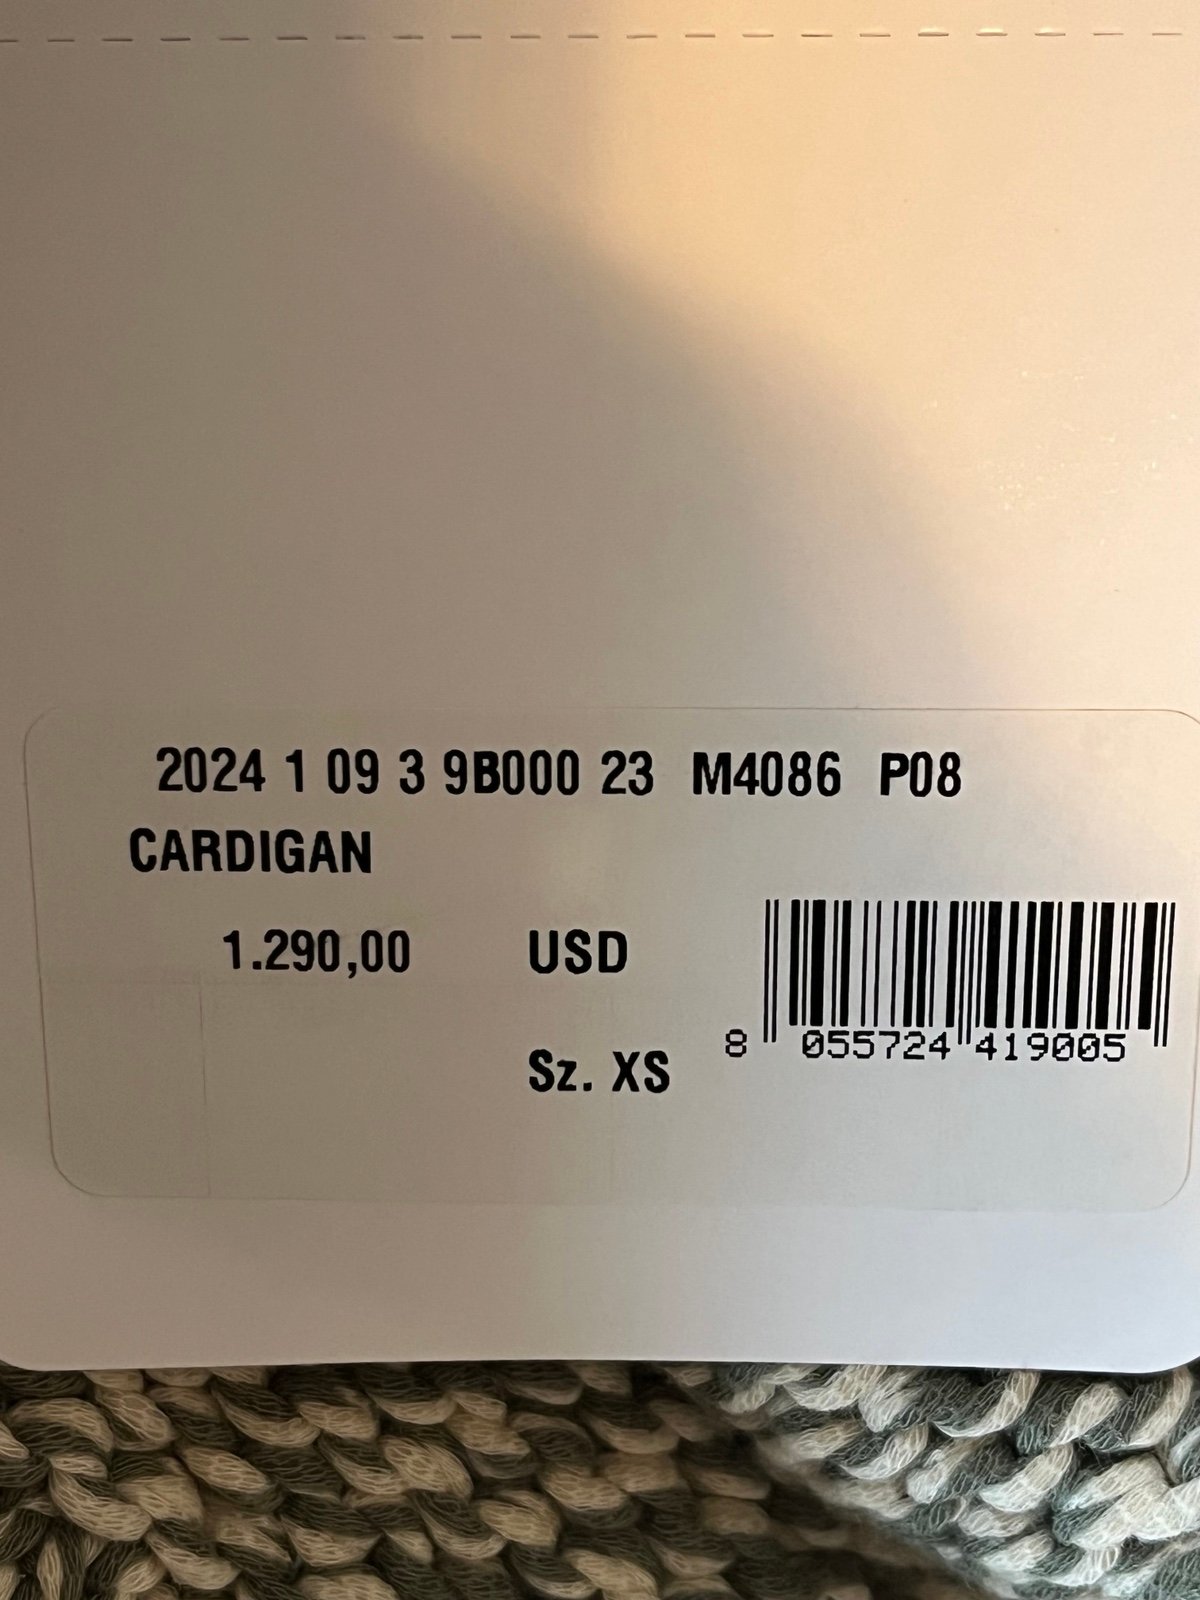 2024 1 09 3 9B000 23 M4086 P08
CARDIGAN
1.290,00 USD
Sz. XS
8 055724 419005